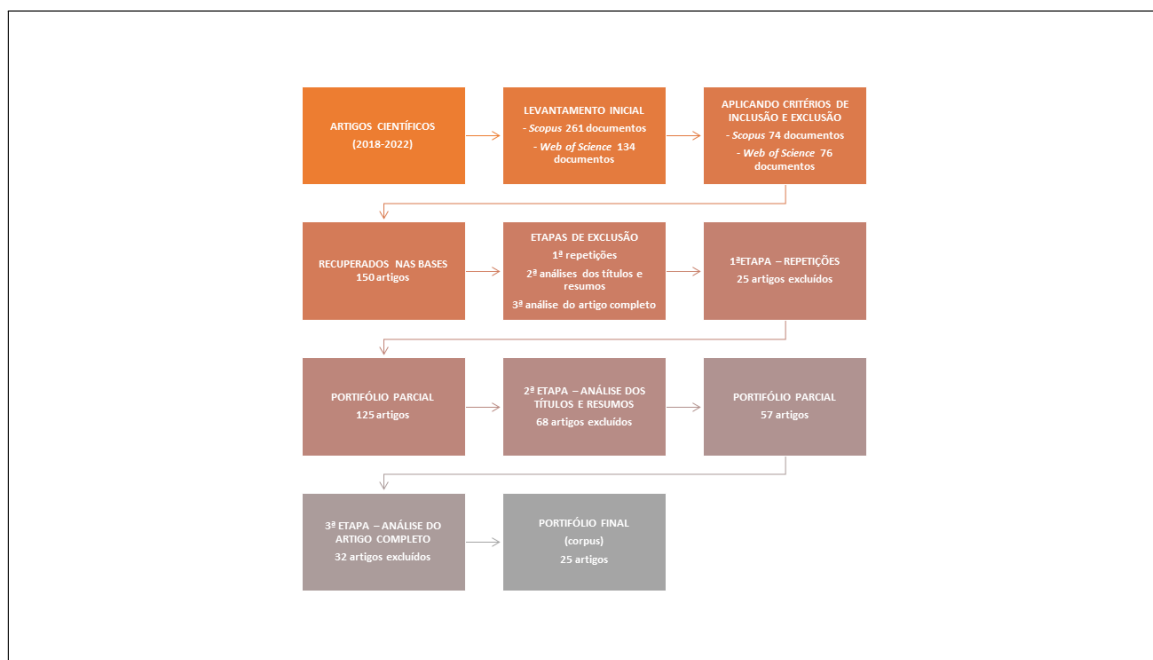 ARTIGOS CIENTÍFICOS
(2018-2022)
LEVANTAMENTO INICIAL
- Scopus 261 documentos
- Web of Science 134
documentos
APLICANDO CRITÉRIOS DE
INCLUSÃO E EXCLUSÃO
- Scopus 74 documentos
- Web of Science 76
documentos
RECUPERADOS NAS BASES
150 artigos
ETAPAS DE EXCLUSÃO
1ª repetições
2ª análises dos títulos e
resumos
3ª análise do artigo completo
1ªETAPA – REPETIÇÕES
25 artigos excluídos
PORTIFÓLIO PARCIAL
125 artigos
2ª ETAPA – ANÁLISE DOS
TÍTULOS E RESUMOS
68 artigos excluídos
PORTIFÓLIO PARCIAL
57 artigos
3ª ETAPA – ANÁLISE DO
ARTIGO COMPLETO
32 artigos excluídos
PORTIFÓLIO FINAL
(corpus)
25 artigos